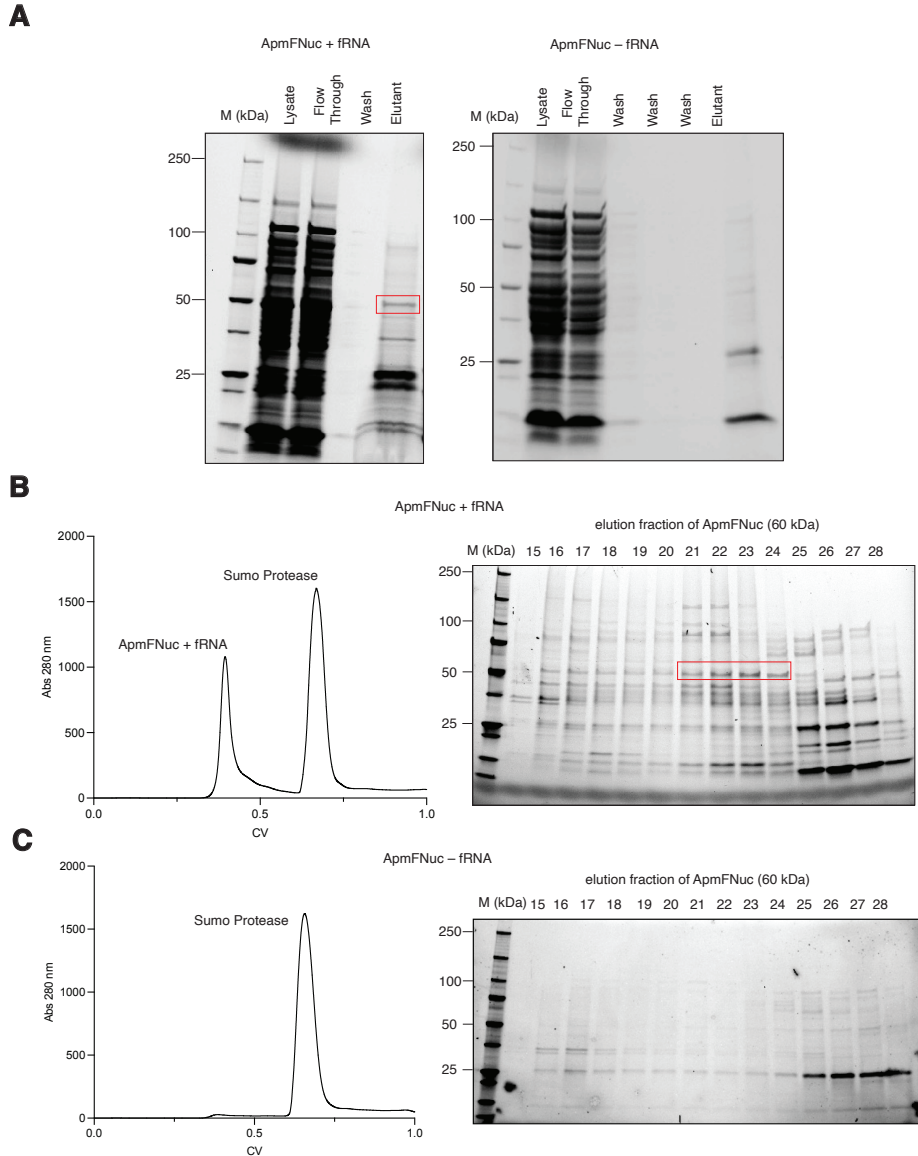 A
ApmFNuc + fRNA
M (kDa)
Lysate
Flow
Through
Wash
Elutant
250
100
50
25
ApmFNuc – fRNA
M (kDa)
Lysate
Flow
Through
Wash
Wash
Wash
Elutant
250
100
50
25
B
ApmFNuc + fRNA
2000
1500
1000
500
0
Abs 280 nm
Sumo Protease
ApmFNuc + fRNA
0.0 0.5 1.0
CV
elution fraction of ApmFNuc (60 kDa)
M (kDa) 15 16 17 18 19 20 21 22 23 24 25 26 27 28
250
100
50
25
C
ApmFNuc – fRNA
2000
1500
1000
500
0
Abs 280 nm
Sumo Protease
0.0 0.5 1.0
CV
elution fraction of ApmFNuc (60 kDa)
M (kDa) 15 16 17 18 19 20 21 22 23 24 25 26 27 28
250
100
50
25